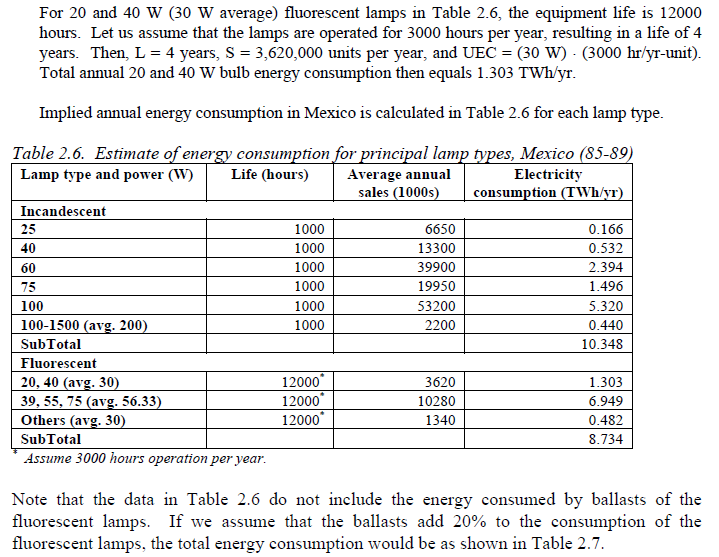 For 20 and 40 W (30 W average) fluorescent lamps in Table 2.6, the equipment life is 12000
hours. Let us assume that the lamps are operated for 3000 hours per year, resulting in a life of 4
years. Then, L = 4 years, S = 3,620,000 units per year, and UEC = (30 W) · (3000 hr/yr-unit).
Total annual 20 and 40 W bulb energy consumption then equals 1.303 TWh/yr.
Implied annual energy consumption in Mexico is calculated in Table 2.6 for each lamp type.
Table 2.6. Estimate of energy consumption for principal lamp types, Mexico (85-89)
Lamp type and power (W) Life (hours) Average annual Electricity
sales (1000s) consumption (TWh/yr)
Incandescent
25 1000 6650 0.166
40 1000 13300 0.532
60 1000 39900 2.394
75 1000 19950 1.496
100 1000 53200 5.320
100-1500 (avg. 200) 1000 2200 0.440
SubTotal 10.348
Fluorescent
20, 40 (avg. 30) 12000* 3620 1.303
39, 55, 75 (avg. 56.33) 12000* 10280 6.949
Others (avg. 30) 12000* 1340 0.482
SubTotal 8.734
* Assume 3000 hours operation per year.
Note that the data in Table 2.6 do not include the energy consumed by ballasts of the
fluorescent lamps. If we assume that the ballasts add 20% to the consumption of the
fluorescent lamps, the total energy consumption would be as shown in Table 2.7.